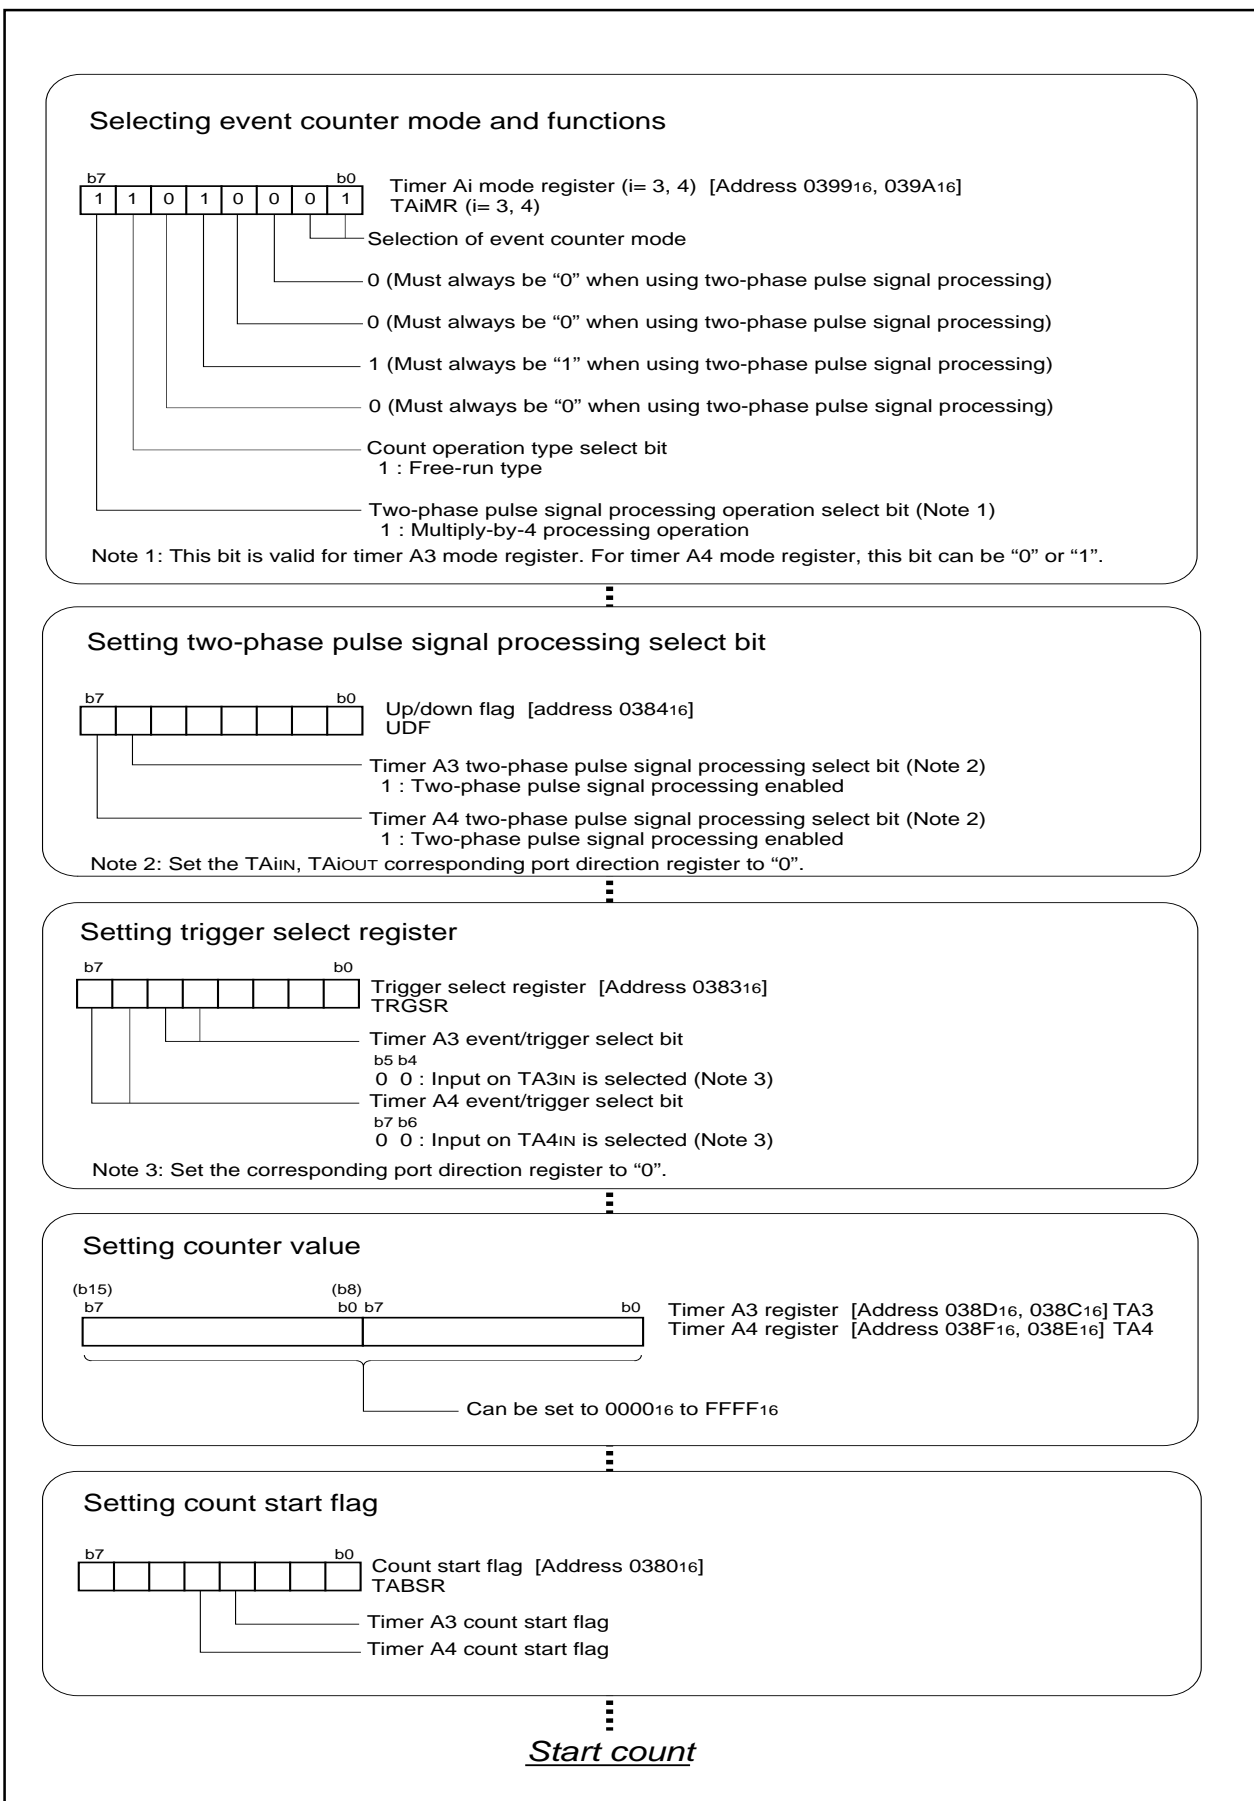 Selecting event counter mode and functions
b7 b0
1 1 0 1 0 0 0 1
Timer Ai mode register (i= 3, 4) [Address 039916, 039A16]
TAiMR (i= 3, 4)
Selection of event counter mode
0 (Must always be “0” when using two-phase pulse signal processing)
0 (Must always be “0” when using two-phase pulse signal processing)
1 (Must always be “1” when using two-phase pulse signal processing)
0 (Must always be “0” when using two-phase pulse signal processing)
Count operation type select bit
1 : Free-run type
Two-phase pulse signal processing operation select bit (Note 1)
1 : Multiply-by-4 processing operation
Note 1: This bit is valid for timer A3 mode register. For timer A4 mode register, this bit can be “0” or “1”.
Setting two-phase pulse signal processing select bit
b7 b0
Up/down flag [address 038416]
UDF
Timer A3 two-phase pulse signal processing select bit (Note 2)
1 : Two-phase pulse signal processing enabled
Timer A4 two-phase pulse signal processing select bit (Note 2)
1 : Two-phase pulse signal processing enabled
Note 2: Set the TAiIN, TAiOUT corresponding port direction register to “0”.
Setting trigger select register
b7 b0
Trigger select register [Address 038316]
TRGSR
Timer A3 event/trigger select bit
b5 b4
0 0 : Input on TA3IN is selected (Note 3)
Timer A4 event/trigger select bit
b7 b6
0 0 : Input on TA4IN is selected (Note 3)
Note 3: Set the corresponding port direction register to “0”.
Setting counter value
(b15) (b8)
b7 b0 b7 b0
Timer A3 register [Address 038D16, 038C16] TA3
Timer A4 register [Address 038F16, 038E16] TA4
Can be set to 000016 to FFFF16
Setting count start flag
b7 b0
Count start flag [Address 038016]
TABSR
Timer A3 count start flag
Timer A4 count start flag
Start count